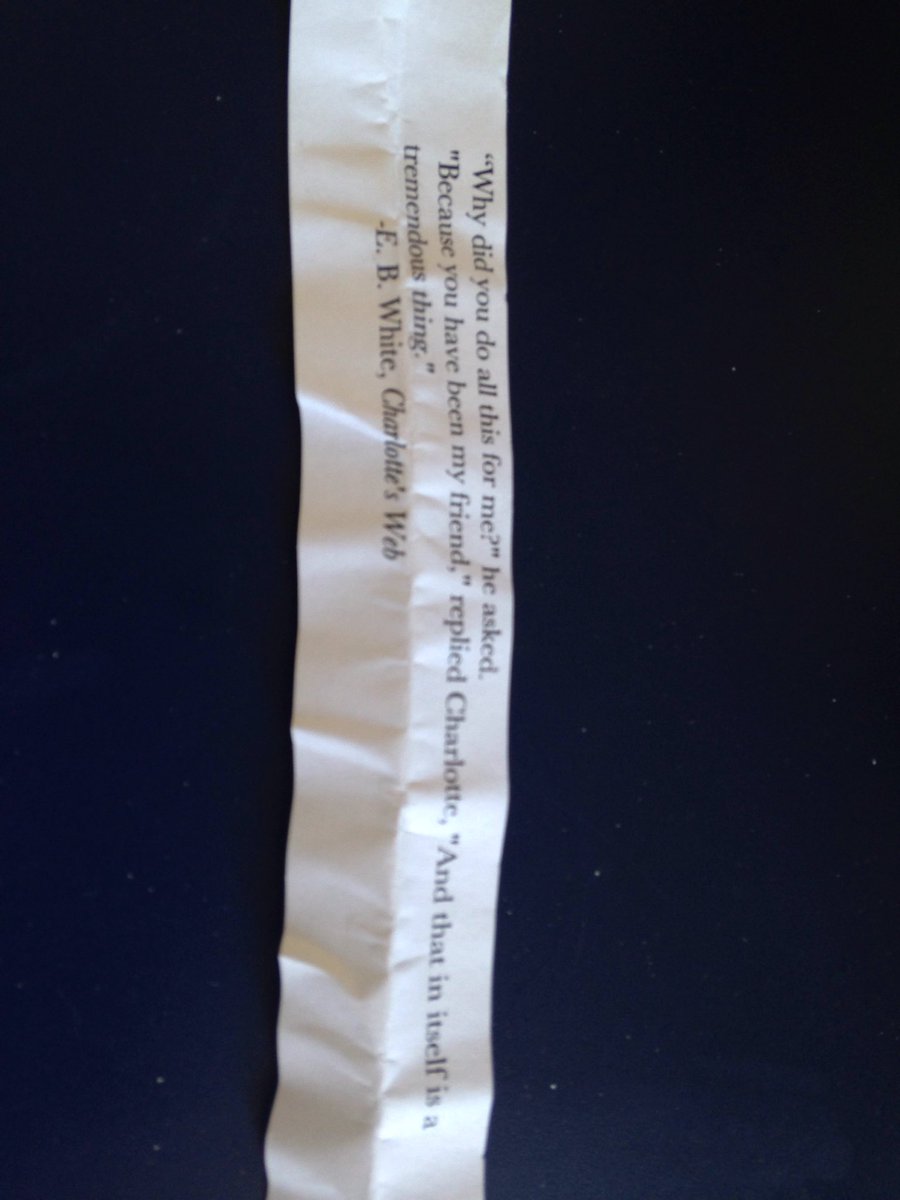 “Why did you do all this for me?" he asked.
"Because you have been my friend," replied Charlotte, "And that in itself is a
tremendous thing."
-E. B. White, Charlotte's Web